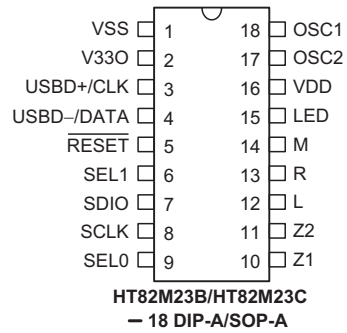 VSS 1 18 OSC1
V33O 2 17 OSC2
USBD+/CLK 3 16 VDD
USBD−/DATA 4 15 LED
RESET 5 14 M
SEL1 6 13 R
SDIO 7 12 L
SCLK 8 11 Z2
SEL0 9 10 Z1
HT82M23B/HT82M23C
− 18 DIP-A/SOP-A